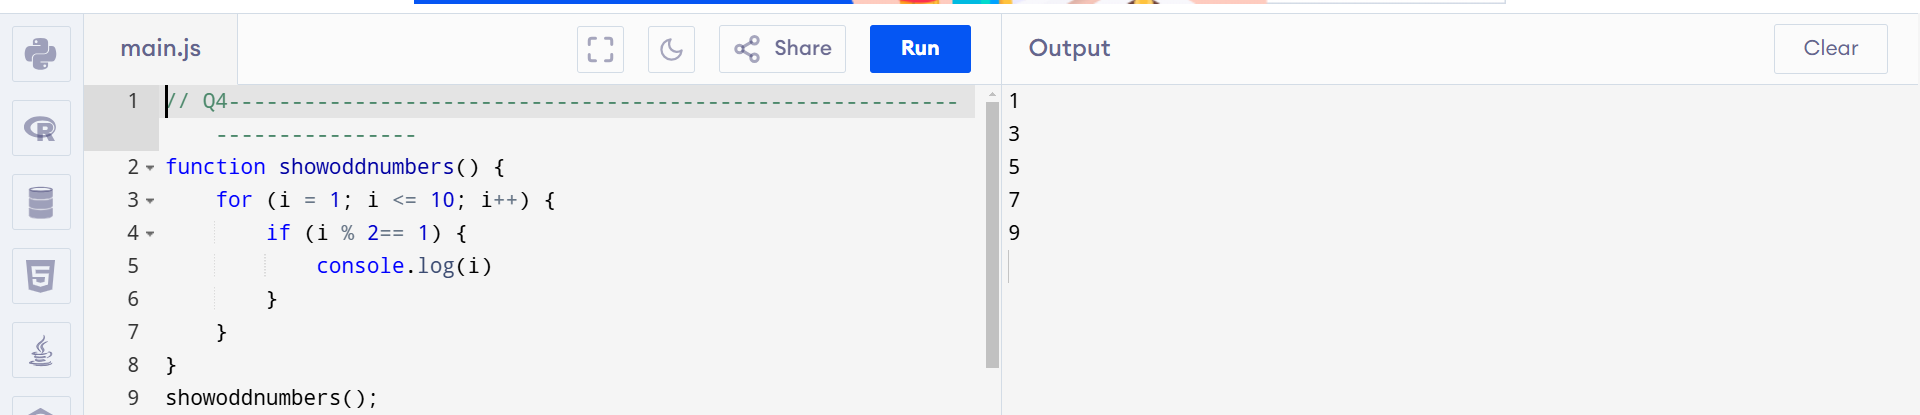 main.js
Share
Run
Output
Clear
1 // Q4----------------------------------------------------------
----------------
2 function showoddnumbers() {
3 for (i = 1; i <= 10; i++) {
4 if (i % 2== 1) {
5 console.log(i)
6 }
7 }
8 }
9 showoddnumbers();
1
3
5
7
9